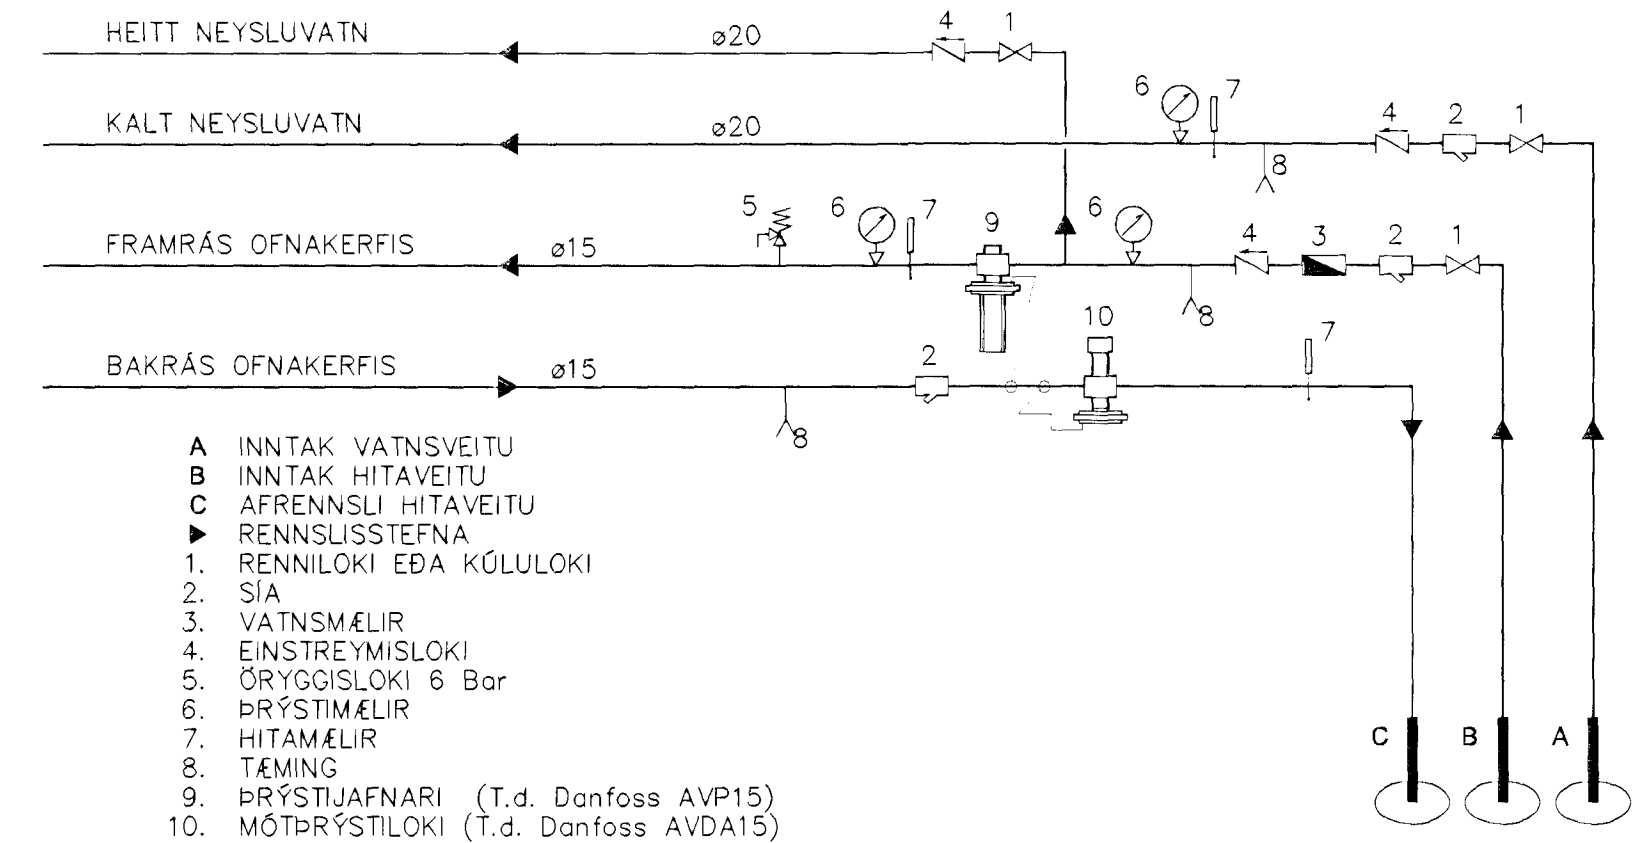 HEITT NEYSLUVATN ø20 4 1
6 7 4 2 1
KALT NEYSLUVATN ø20
8
5 6 7 9 6 4 3 2 1
FRAMRÁS OFNAKERFIS ø15
8
10 7
BAKRÁS OFNAKERFIS ø15 2
8
A INNTAK VATNSVEITU
B INNTAK HITAVEITU
C AFRENNSLI HITAVEITU
RENNSLISSTEFNA
1. RENNILOKI EÐA KÚLULOKI
2. SÍA
3. VATNSMÆLIR
4. EINSTREYMISLOKI
5. ÖRYGGISLOKI 6 Bar
6. ÞRÝSTIMÆLIR
7. HITAMÆLIR
8. TÆMING
9. ÞRÝSTIJAFNARI (T.d. Danfoss AVP15)
10. MÓTÞRÝSTILOKI (T.d. Danfoss AVDA15)
C B A